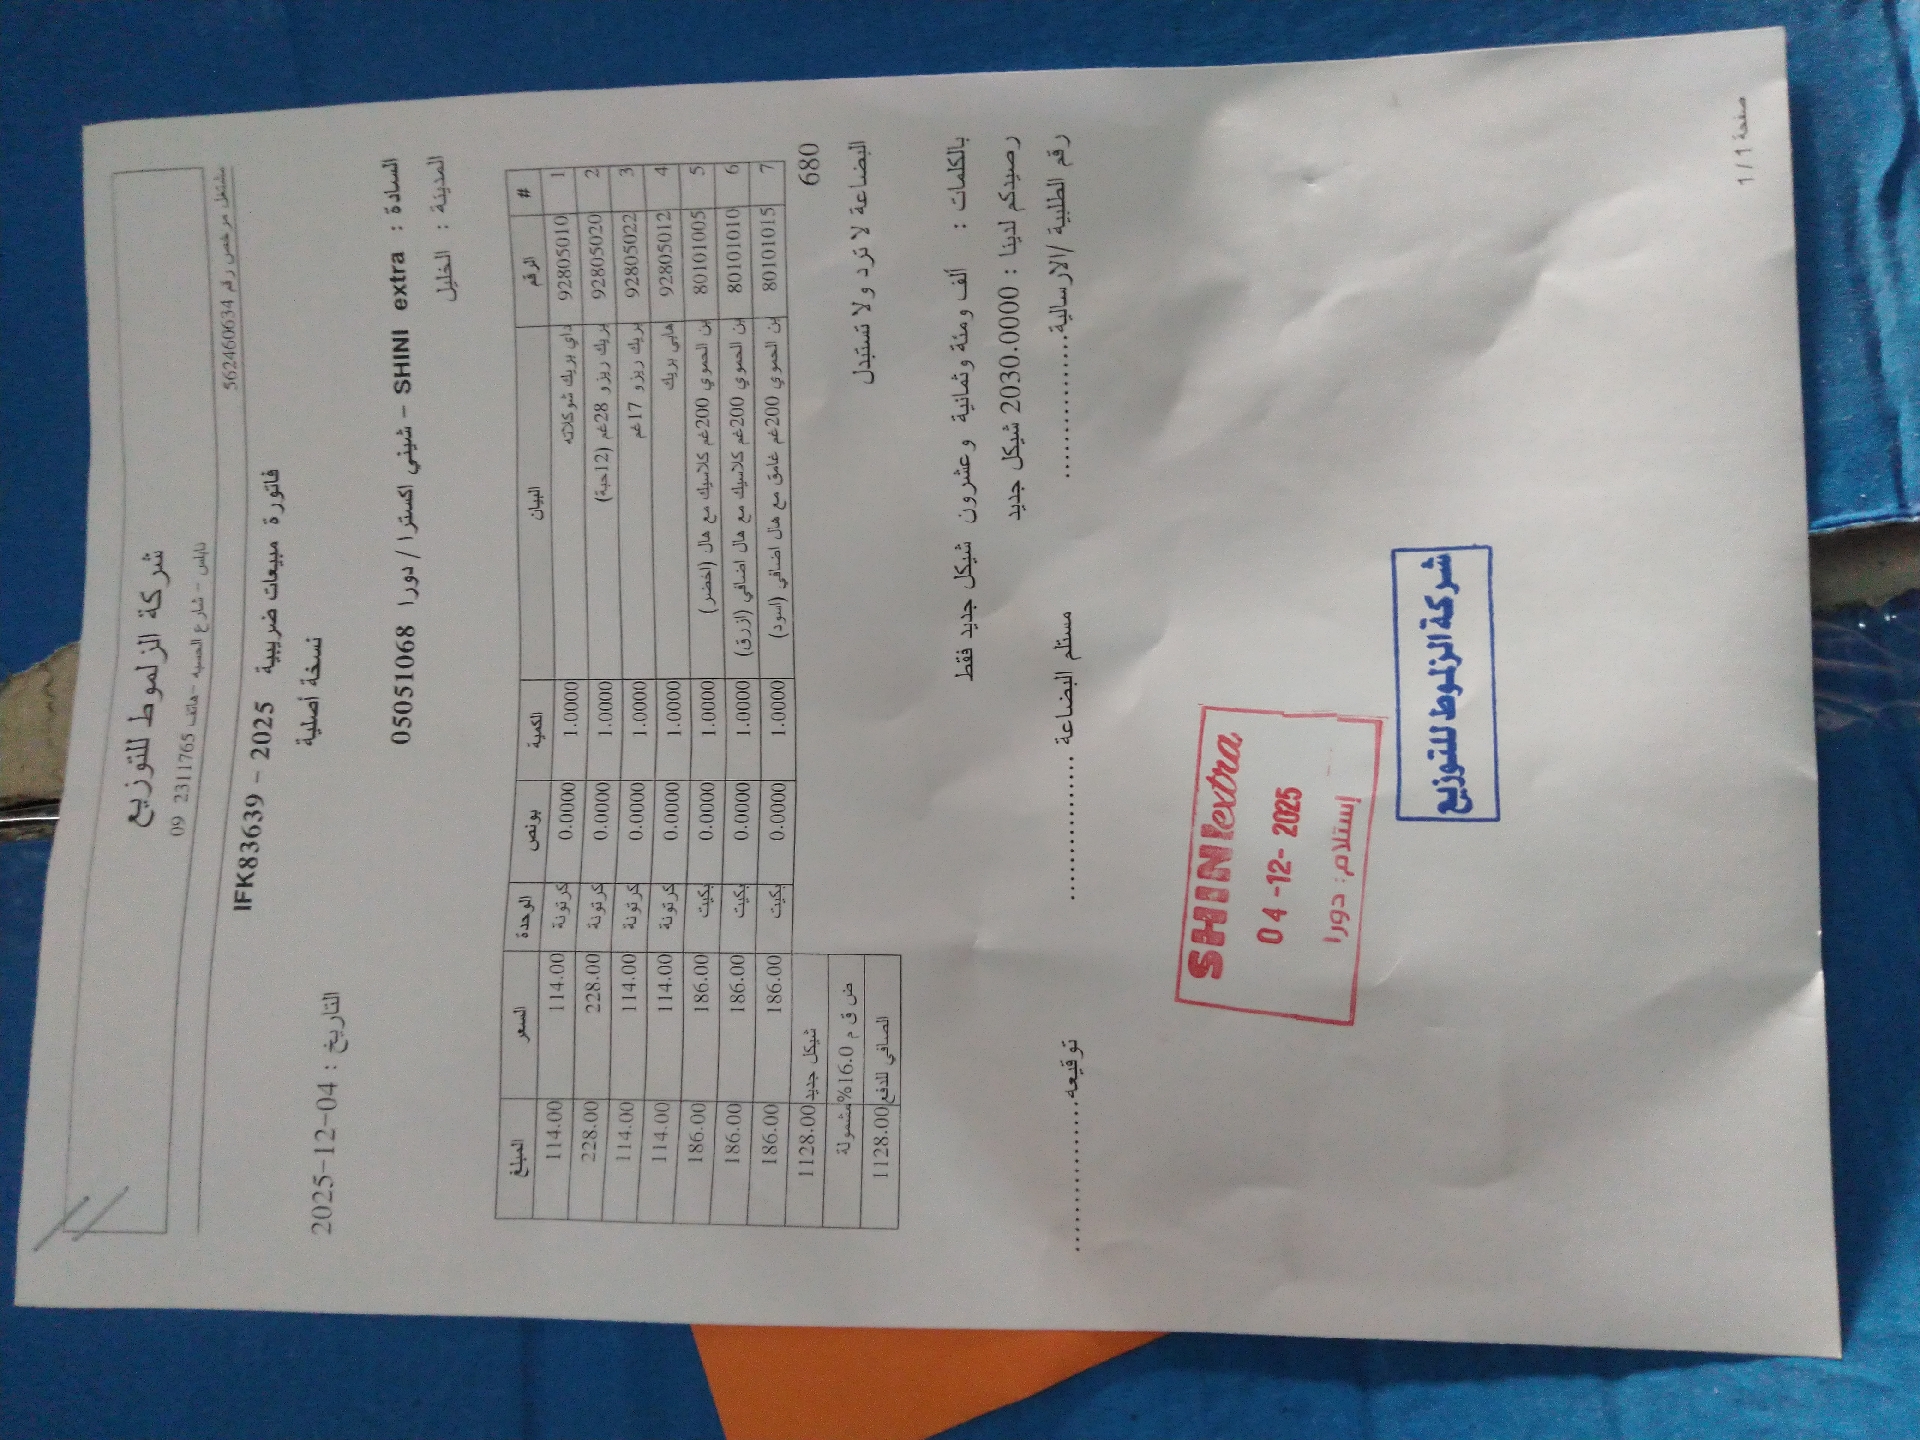 شركة الزلموط للتوزيع
نابلس - شارع الحسبه -هاتف 2311765 09
مشتغل مرخص رقم 562460634
فاتورة مبيعات ضريبية 2025 - IFK83639
نسخة أصلية
التاريخ : 04-12-2025
السادة : SHINI extra - شيني اكسترا / دورا 05051068
المدينة : الخليل
# الرقم البيان الكمية بونص الوحدة السعر المبلغ
1 92805010 داي بريك شوكلاته 1.0000 0.0000 كرتونة 114.00 114.00
2 92805020 بريك ريزو 28غم (12حبة) 1.0000 0.0000 كرتونة 228.00 228.00
3 92805022 بريك ريزو 17غم 1.0000 0.0000 كرتونة 114.00 114.00
4 92805012 هابي بريك 1.0000 0.0000 كرتونة 114.00 114.00
5 80101005 بن الحموي 200غم كلاسيك مع هال (اخضر) 1.0000 0.0000 بكيت 186.00 186.00
6 80101010 بن الحموي 200غم كلاسيك مع هال اضافي (ازرق) 1.0000 0.0000 بكيت 186.00 186.00
7 80101015 بن الحموي 200غم غامق مع هال اضافي (اسود) 1.0000 0.0000 بكيت 186.00 186.00
680 شيكل جديد 1128.00
ض ق م 16.0% مشمولة
البضاعة لا ترد ولا تستبدل الصافي للدفع 1128.00
بالكلمات : الف ومئة وثمانية وعشرون شيكل جديد فقط
رصيدكم لدينا : 2030.0000 شيكل جديد
رقم الطلبية /الارسالية................ مستلم البضاعة ................ توقيعه................
SHINI extra
04-12-2025
إستلام: دورا
شركة الزلموط للتوزيع
صفحة 1 / 1